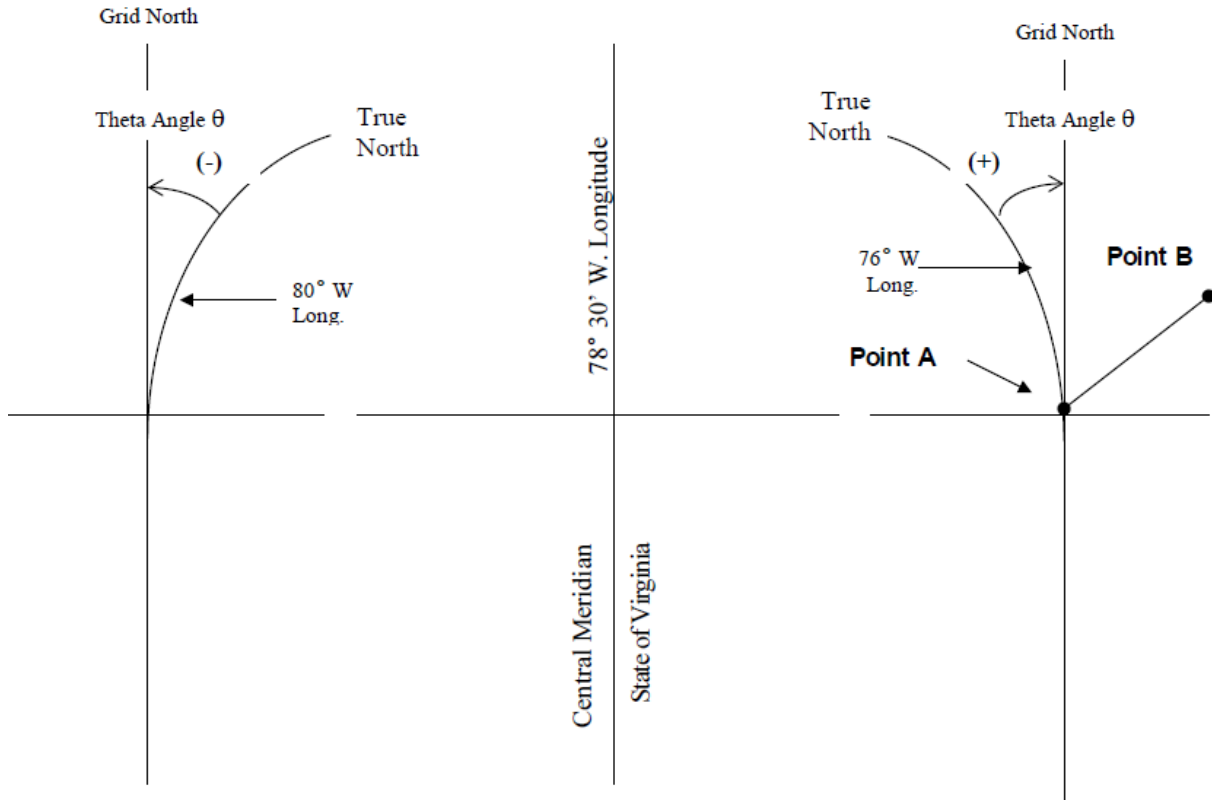 Grid North
Theta Angle θ
(-)
True
North
80° W
Long.
78° 30' W. Longitude
Central Meridian
State of Virginia
Grid North
True
North
Theta Angle θ
(+)
76° W
Long.
Point B
Point A